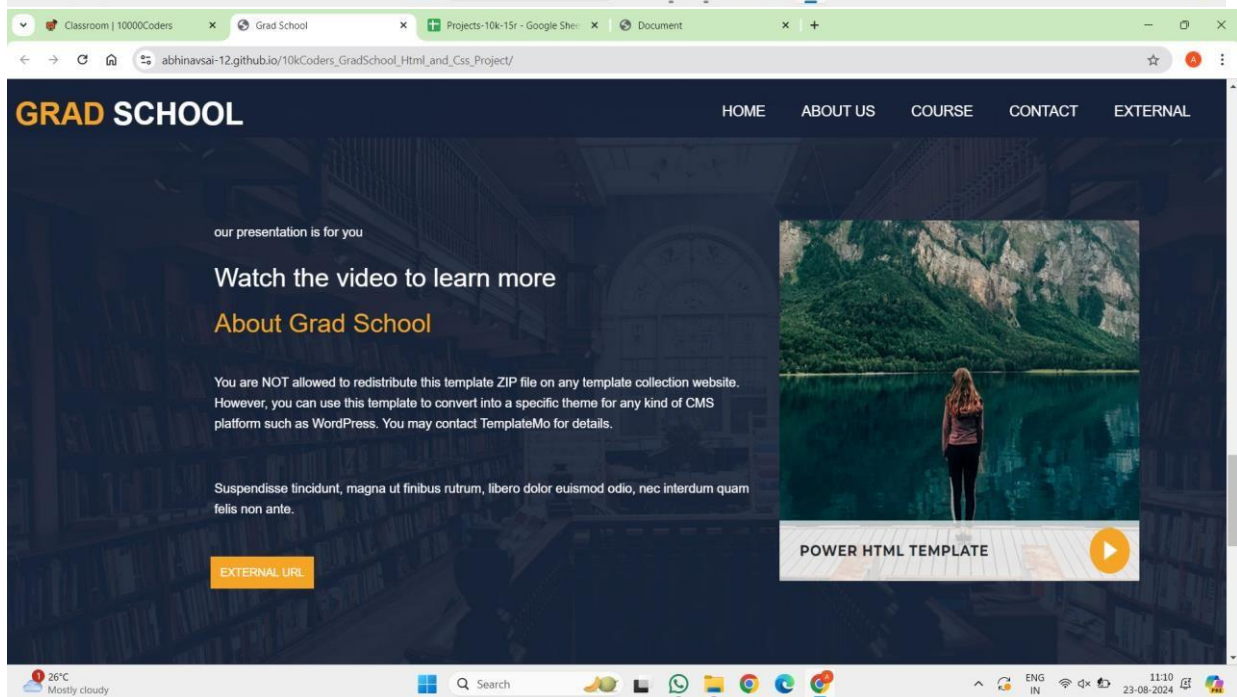 Classroom | 10000Coders
Grad School
Projects-10k-15r - Google Shee
Document
abhinavsai-12.github.io/10kCoders_GradSchool_Html_and_Css_Project/
A
GRAD SCHOOL
HOME ABOUT US COURSE CONTACT EXTERNAL
our presentation is for you
Watch the video to learn more
About Grad School
You are NOT allowed to redistribute this template ZIP file on any template collection website.
However, you can use this template to convert into a specific theme for any kind of CMS
platform such as WordPress. You may contact TemplateMo for details.
Suspendisse tincidunt, magna ut finibus rutrum, libero dolor euismod odio, nec interdum quam
felis non ante.
EXTERNAL URL
POWER HTML TEMPLATE
26°C
Mostly cloudy
Search
ENG
IN
11:10
23-08-2024